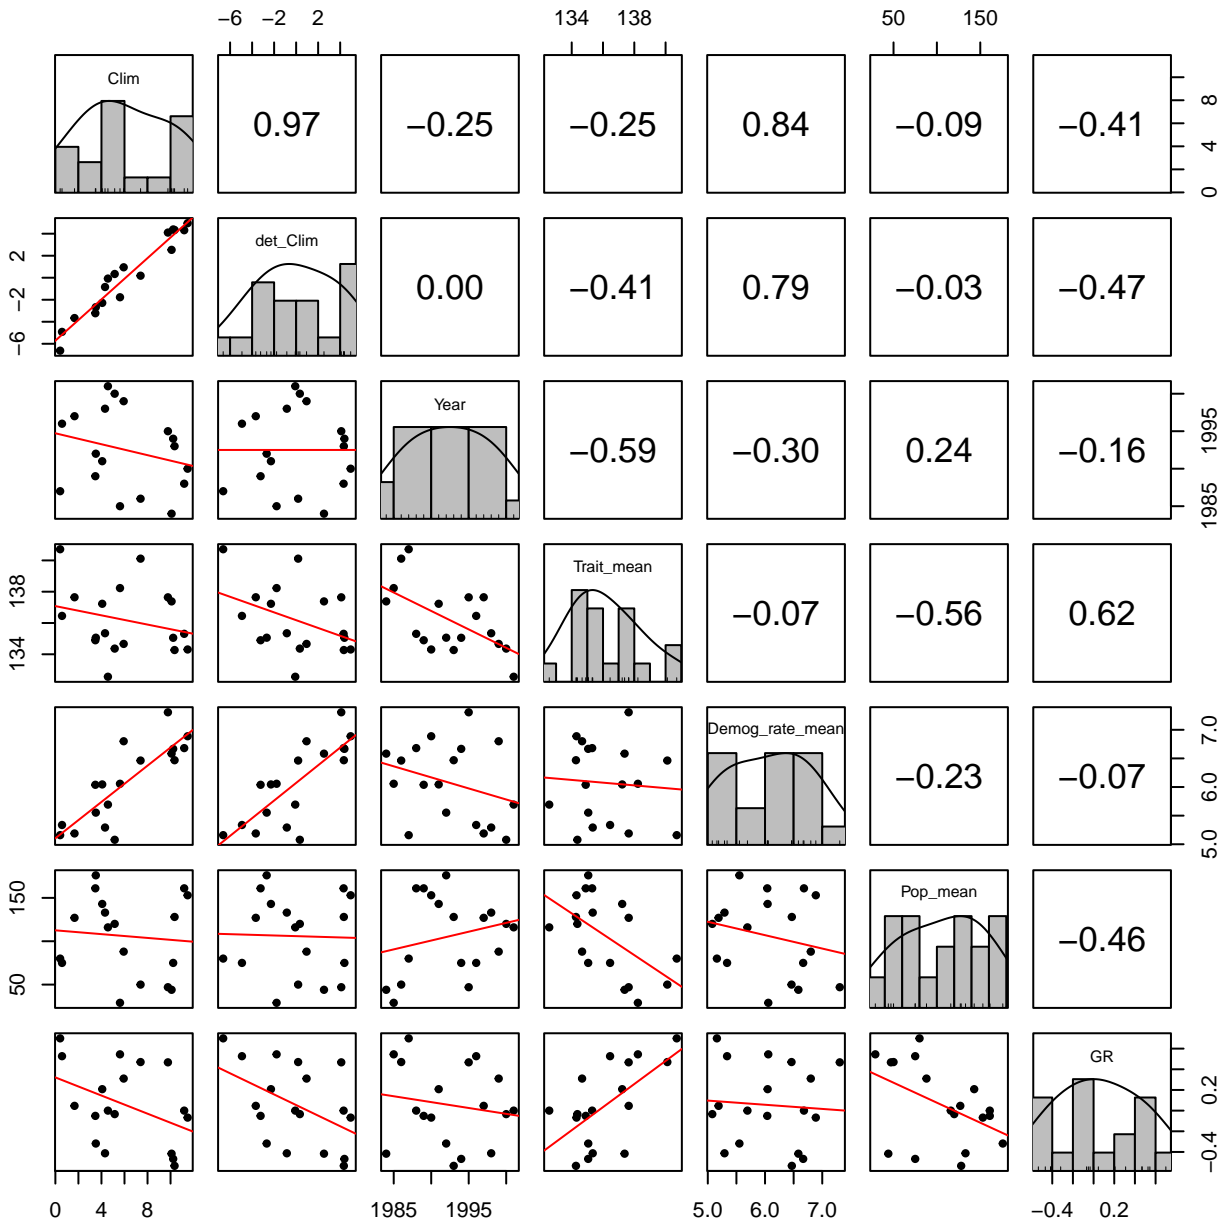 −6 −2 2 134 138 50 150
Clim
0.97 −0.25 −0.25 0.84 −0.09 −0.41
0 4 8
−6 −2 2
det_Clim
0.00 −0.41 0.79 −0.03 −0.47
Year
−0.59 −0.30 0.24 −0.16
1985 1995
134 138
Trait_mean
−0.07 −0.56 0.62
Demog_rate_mean
−0.23 −0.07
5.0 6.0 7.0
50 150
Pop_mean
−0.46
GR
−0.4 0.2
0 4 8 1985 1995 5.0 6.0 7.0 −0.4 0.2